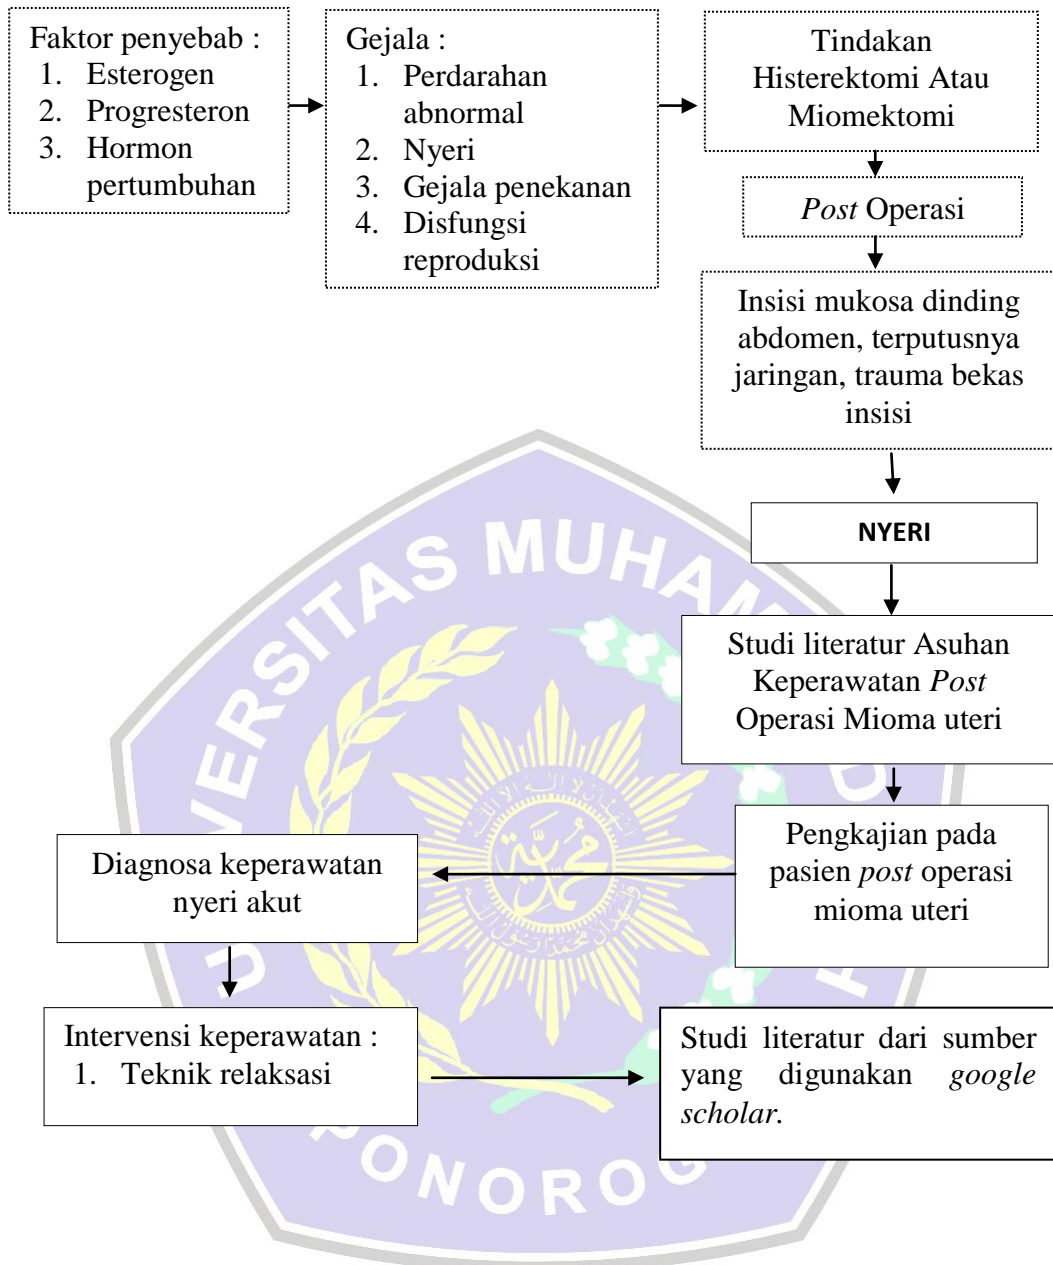 Faktor penyebab :
1. Esterogen
2. Progresteron
3. Hormon
pertumbuhan
Gejala :
1. Perdarahan
abnormal
2. Nyeri
3. Gejala penekanan
4. Disfungsi
reproduksi
Tindakan
Histerektomi Atau
Miomektomi
Post Operasi
Insisi mukosa dinding
abdomen, terputusnya
jaringan, trauma bekas
insisi
NYERI
Studi literatur Asuhan
Keperawatan Post
Operasi Mioma uteri
Pengkajian pada
pasien post operasi
mioma uteri
Diagnosa keperawatan
nyeri akut
Intervensi keperawatan :
1. Teknik relaksasi
Studi literatur dari sumber
yang digunakan google
scholar.
VERSITAS MUHAM
PONOROG